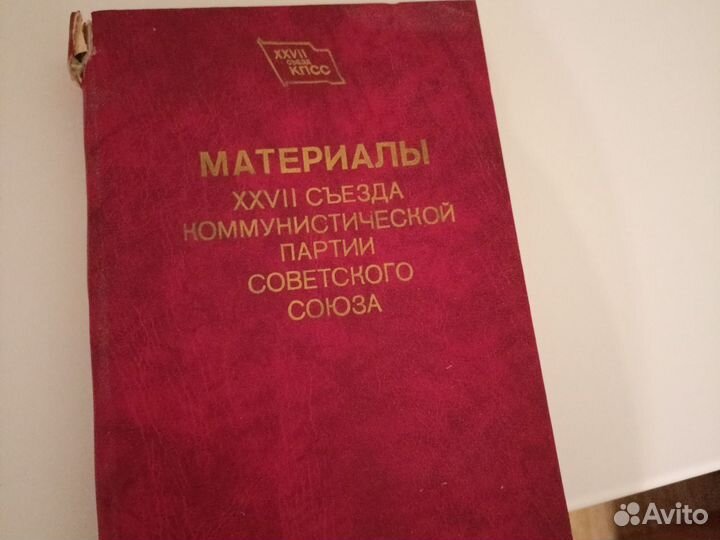 XXVII
СЪЕЗД
КПСС
МАТЕРИАЛЫ
XXVII СЪЕЗДА
КОММУНИСТИЧЕСКОЙ
ПАРТИИ
СОВЕТСКОГО
СОЮЗА
Avito